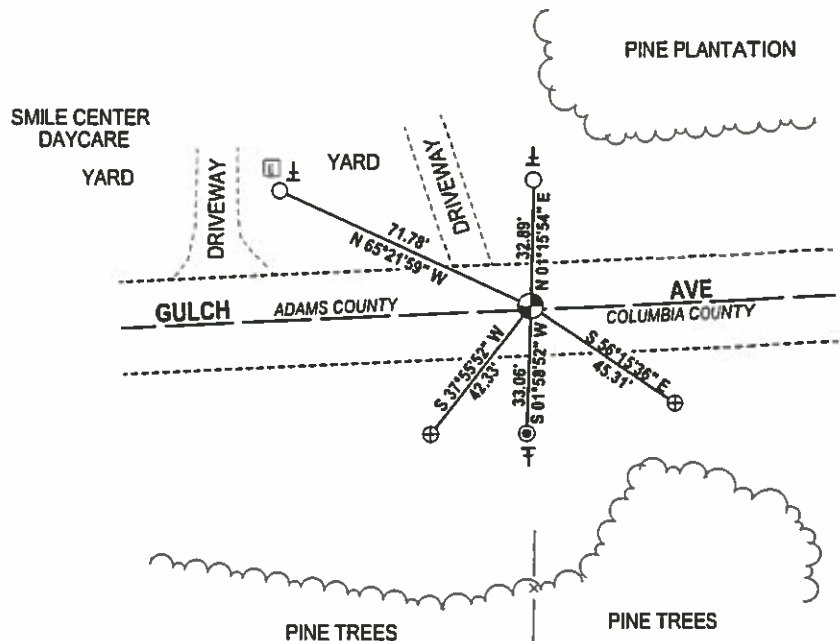 PINE PLANTATION
SMILE CENTER
DAYCARE
YARD
DRIVEWAY
E
YARD
DRIVEWAY
71.78'
N 65°21'59" W
32.89'
N 01°15'54" E
GULCH
ADAMS COUNTY
AVE
COLUMBIA COUNTY
S 37°55'52" W
42.33'
33.06'
S 01°58'52" W
S 56°15'36" E
45.31'
PINE TREES
PINE TREES